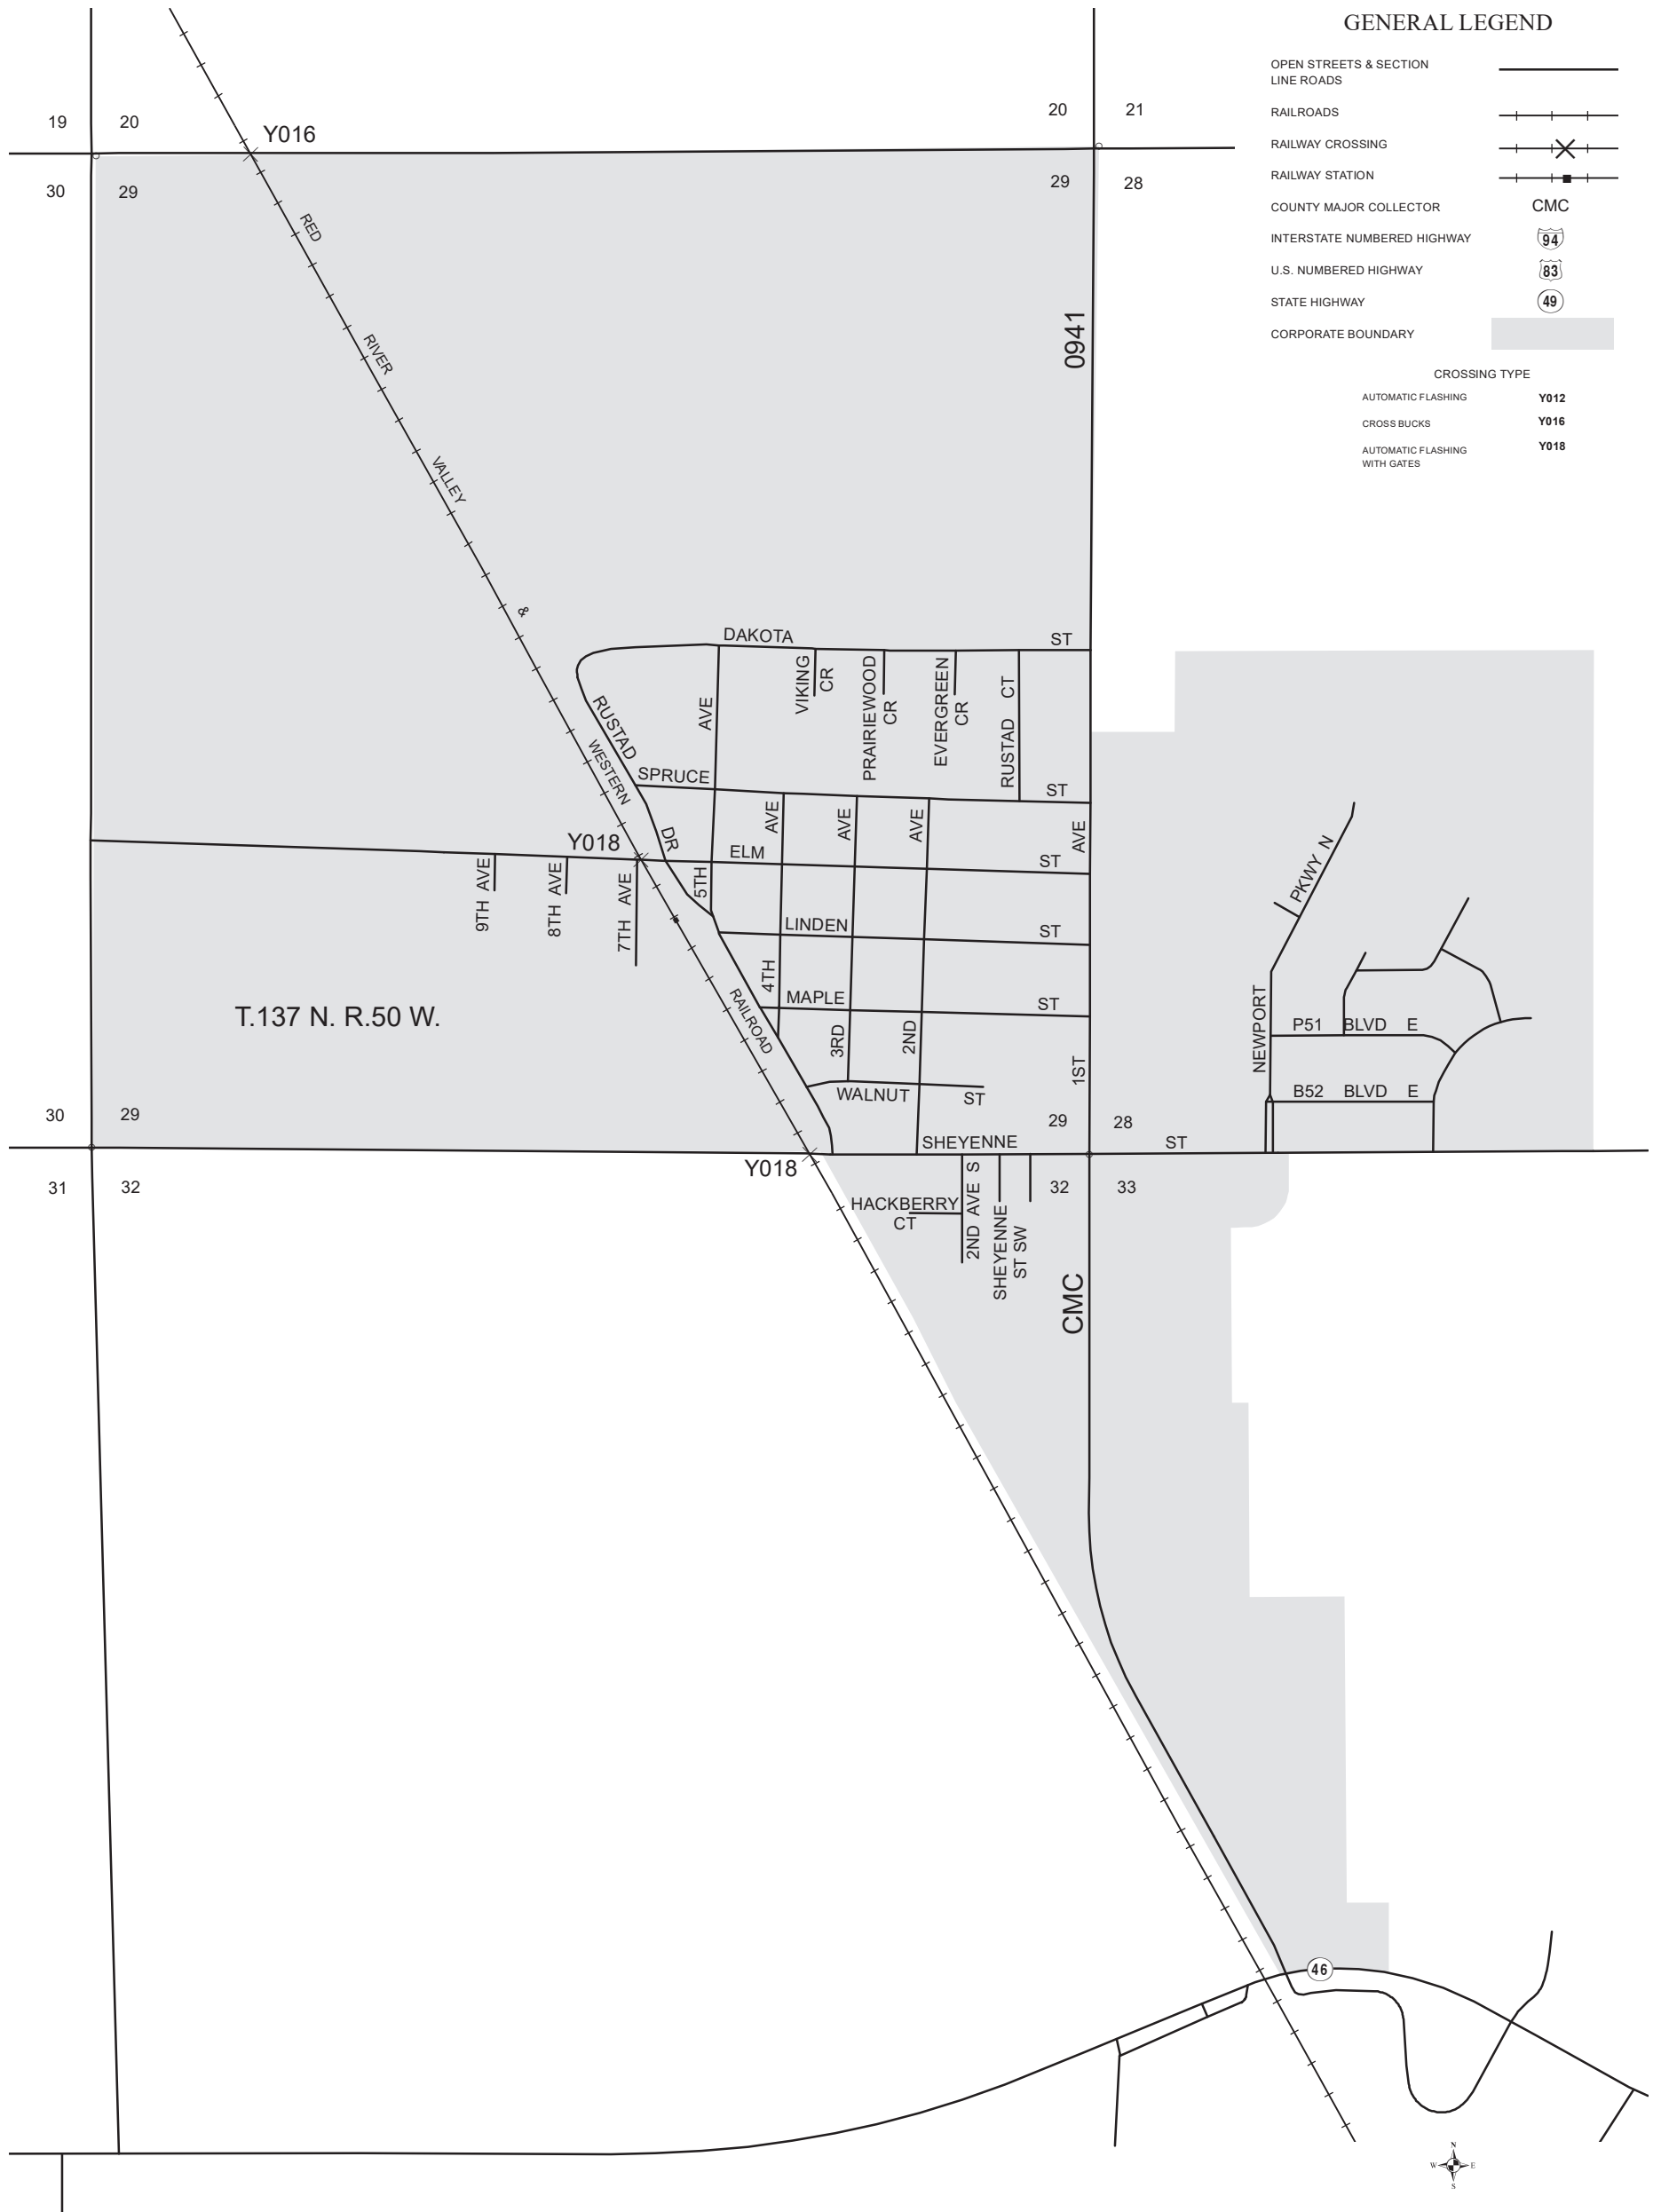 GENERAL LEGEND
OPEN STREETS & SECTION
LINE ROADS
RAILROADS
RAILWAY CROSSING
RAILWAY STATION
COUNTY MAJOR COLLECTOR CMC
INTERSTATE NUMBERED HIGHWAY 94
U.S. NUMBERED HIGHWAY 83
STATE HIGHWAY 49
CORPORATE BOUNDARY
CROSSING TYPE
AUTOMATIC FLASHING Y012
CROSS BUCKS Y016
AUTOMATIC FLASHING
WITH GATES Y018
19 20
Y016
20 21
30 29
29 28
RED
RIVER
VALLEY
&
WESTERN
RAILROAD
0941
DAKOTA ST
VIKING
CR
PRAIRIEWOOD
CR
EVERGREEN
CR
RUSTAD CT
RUSTAD DR
SPRUCE ST
5TH AVE
4TH AVE
3RD AVE
2ND AVE
1ST AVE
Y018
ELM ST
9TH AVE
8TH AVE
7TH AVE
LINDEN ST
MAPLE ST
WALNUT ST
T.137 N. R.50 W.
NEWPORT PKWY N
P51 BLVD E
B52 BLVD E
30 29
29 28
SHEYENNE ST
Y018
31 32
32 33
HACKBERRY
CT
2ND AVE S
SHEYENNE
ST SW
CMC
46
N
W E
S